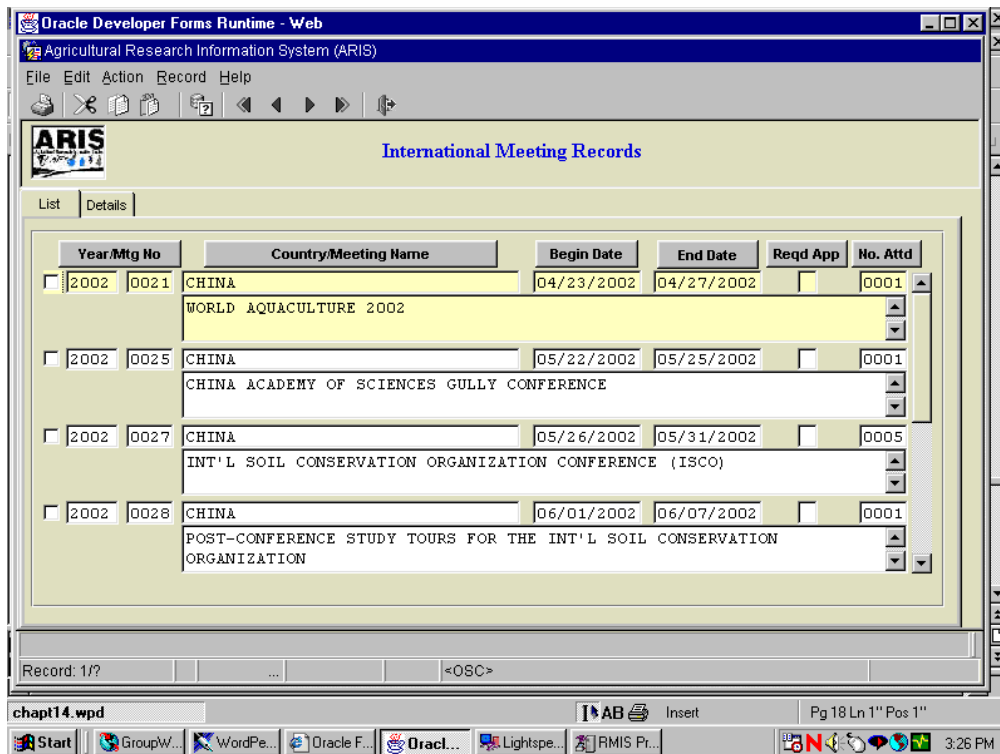 Oracle Developer Forms Runtime - Web
Agricultural Research Information System (ARIS)
File Edit Action Record Help
ARIS
International Meeting Records
List Details
Year/Mtg No Country/Meeting Name Begin Date End Date Reqd App No. Attd
2002 0021 CHINA 04/23/2002 04/27/2002 0001
WORLD AQUACULTURE 2002
2002 0025 CHINA 05/22/2002 05/25/2002 0001
CHINA ACADEMY OF SCIENCES GULLY CONFERENCE
2002 0027 CHINA 05/26/2002 05/31/2002 0005
INT'L SOIL CONSERVATION ORGANIZATION CONFERENCE (ISCO)
2002 0028 CHINA 06/01/2002 06/07/2002 0001
POST-CONFERENCE STUDY TOURS FOR THE INT'L SOIL CONSERVATION
ORGANIZATION
Record: 1/? ... <OSC>
chapt14.wpd AB Insert Pg 18 Ln 1" Pos 1"
Start GroupW... WordPe... Oracle F... Oracl... Lightspe... RMIS Pr... N 3:26 PM